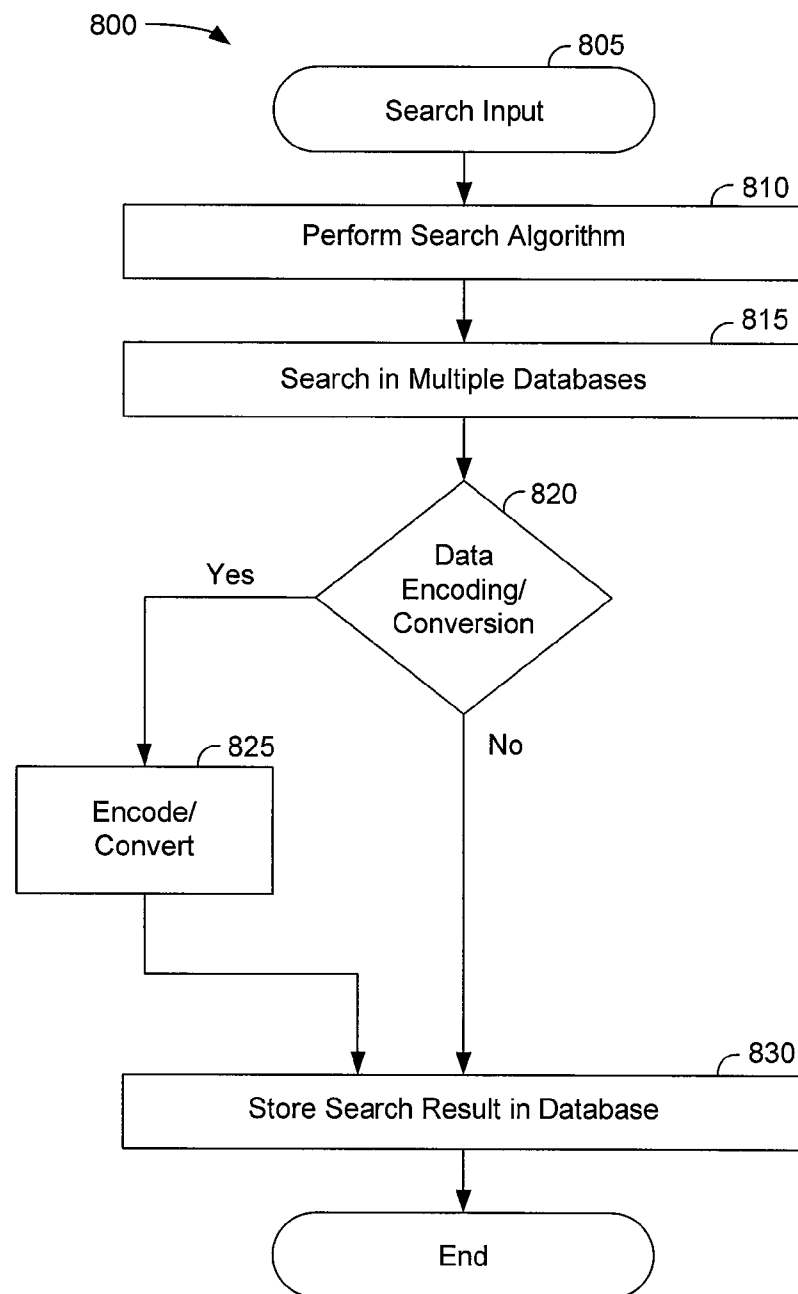 800
805
Search Input
810
Perform Search Algorithm
815
Search in Multiple Databases
820
Data
Encoding/
Conversion
Yes
No
825
Encode/
Convert
830
Store Search Result in Database
End